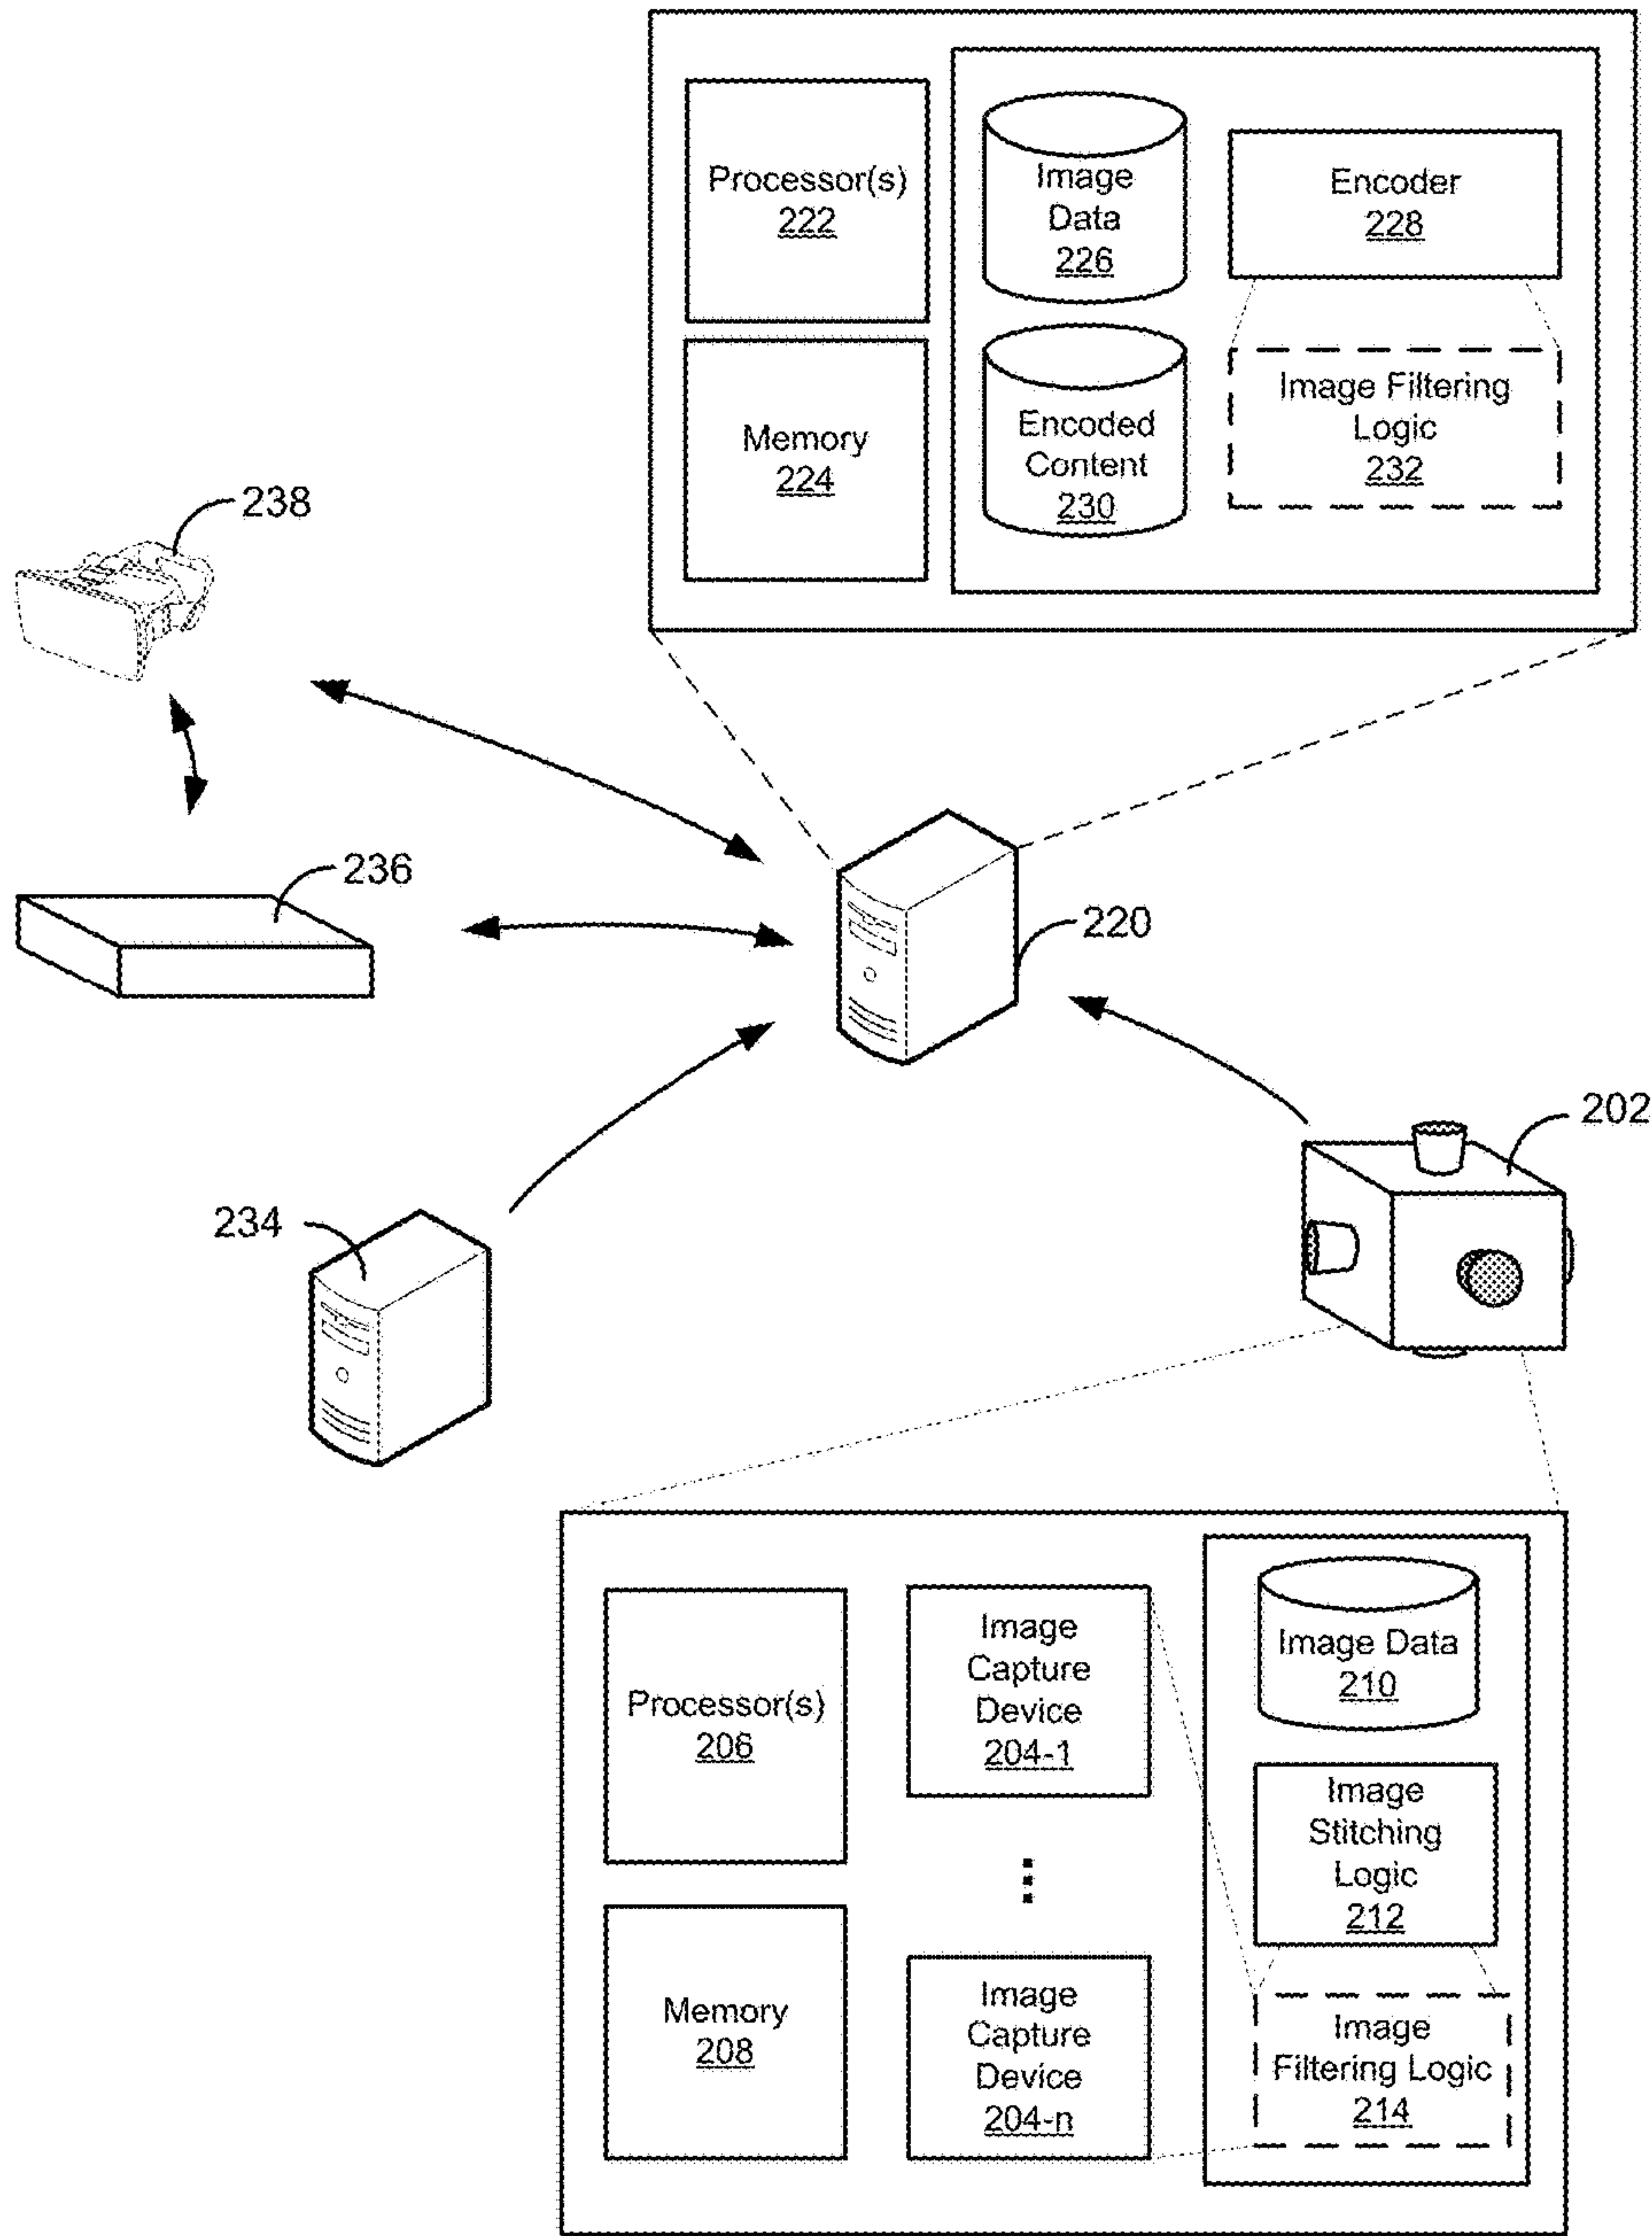 Processor(s)
222
Image
Data
226
Encoder
228
Memory
224
Encoded
Content
230
Image Filtering
Logic
232
238
236
220
202
234
Processor(s)
206
Image
Capture
Device
204-1
Image Data
210
Image
Stitching
Logic
212
Memory
208
Image
Capture
Device
204-n
Image
Filtering Logic
214